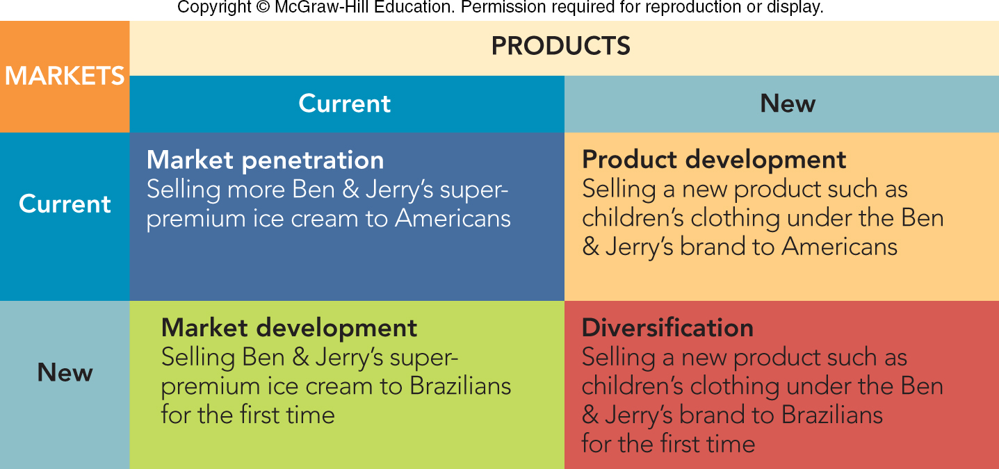 Copyright © McGraw-Hill Education. Permission required for reproduction or display.
MARKETS
PRODUCTS
Current
New
Current
Market penetration
Selling more Ben & Jerry’s super-
premium ice cream to Americans
Product development
Selling a new product such as
children’s clothing under the Ben
& Jerry’s brand to Americans
New
Market development
Selling Ben & Jerry’s super-
premium ice cream to Brazilians
for the first time
Diversification
Selling a new product such as
children’s clothing under the Ben
& Jerry’s brand to Brazilians
for the first time